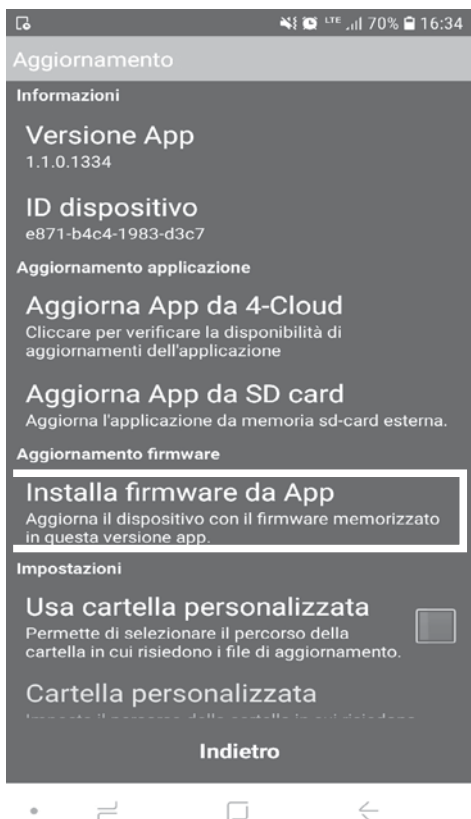 LTE 70% 16:34
Aggiornamento
Informazioni
Versione App
1.1.0.1334
ID dispositivo
e871-b4c4-1983-d3c7
Aggiornamento applicazione
Aggiorna App da 4-Cloud
Cliccare per verificare la disponibilità di
aggiornamenti dell'applicazione
Aggiorna App da SD card
Aggiorna l'applicazione da memoria sd-card esterna.
Aggiornamento firmware
Installa firmware da App
Aggiorna il dispositivo con il firmware memorizzato
in questa versione app.
Impostazioni
Usa cartella personalizzata
Permette di selezionare il percorso della
cartella in cui risiedono i file di aggiornamento.
Cartella personalizzata
Indietro